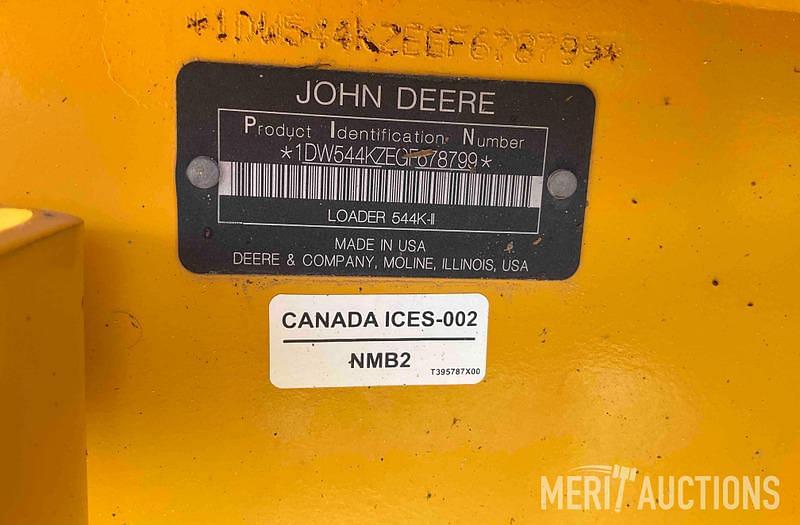 *1DW544KZEGF678799*
JOHN DEERE
Product Identification Number
*1DW544KZEGF678799*
LOADER 544K-II
MADE IN USA
DEERE & COMPANY, MOLINE, ILLINOIS, USA
CANADA ICES-002
NMB2
T395787X00
MERIT AUCTIONS